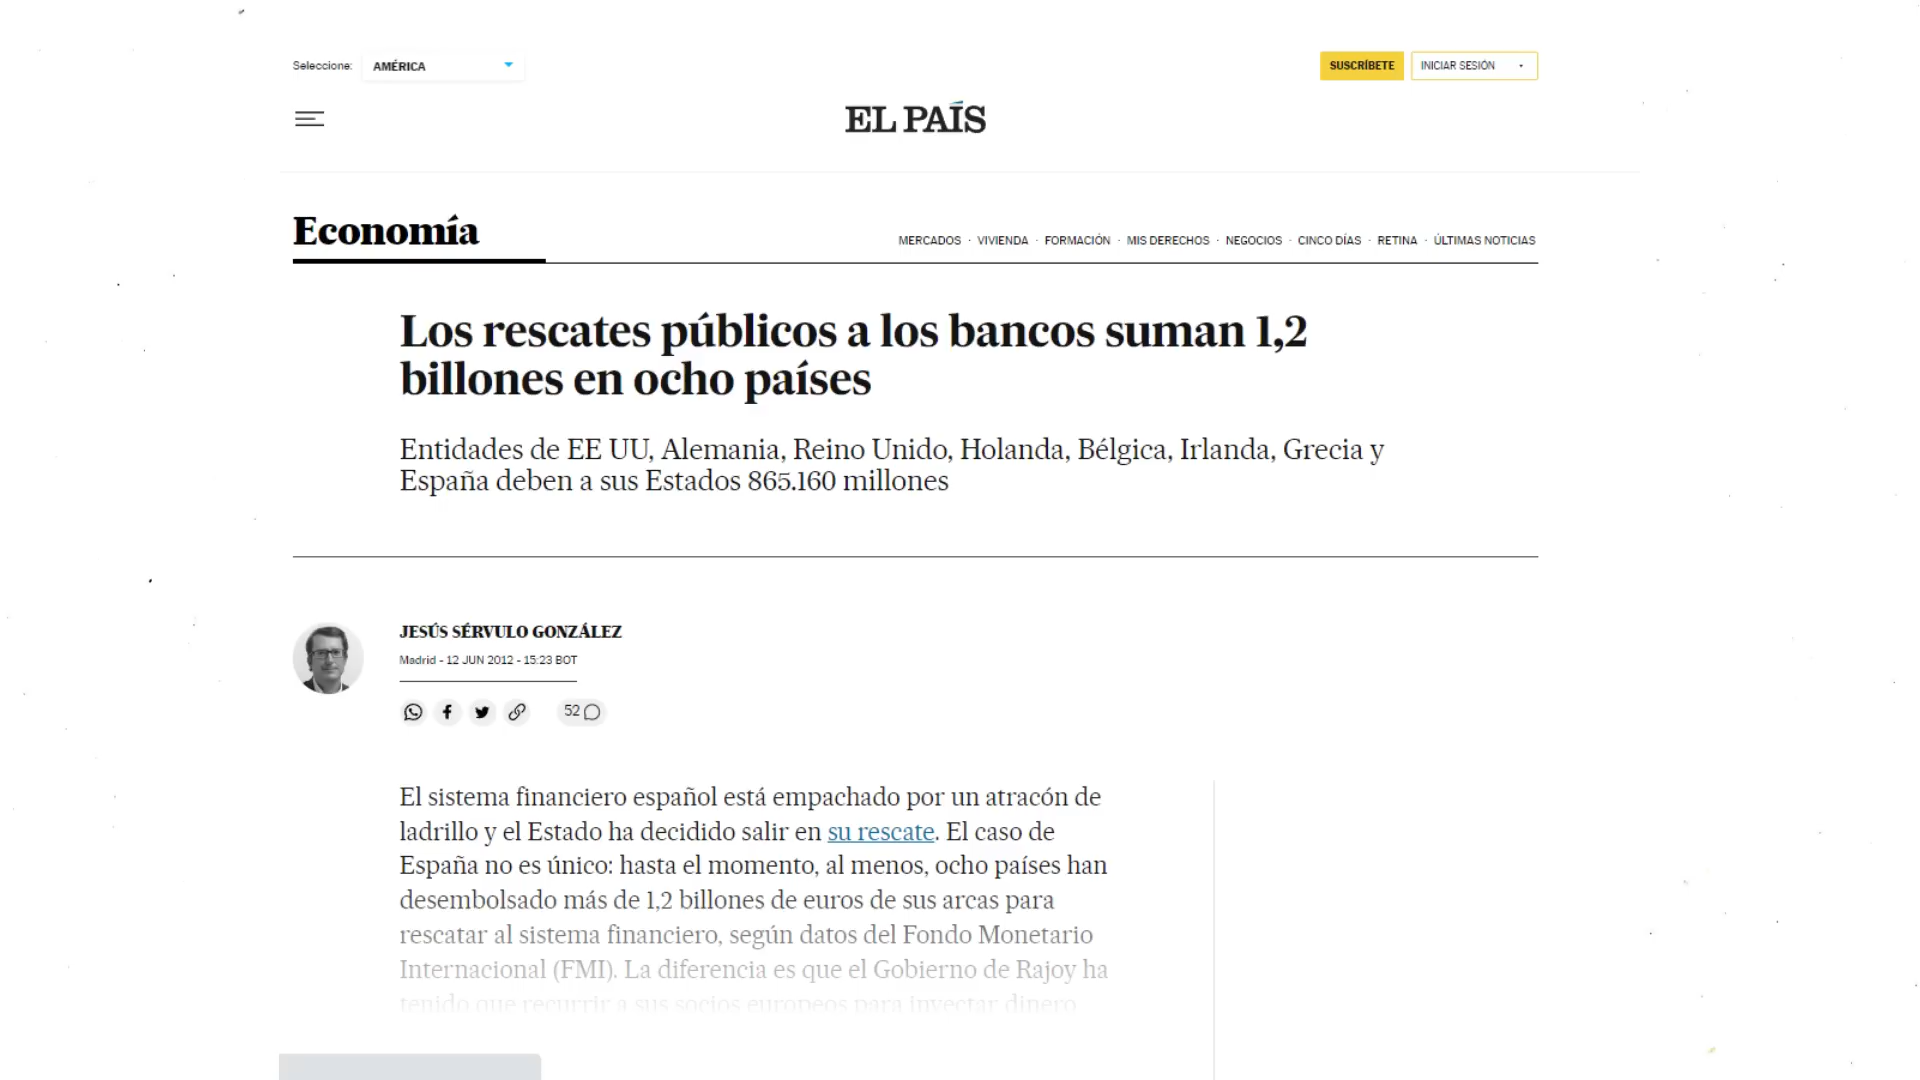 Seleccione: AMÉRICA
SUSCRÍBETE INICIAR SESIÓN
EL PAÍS
Economía
MERCADOS · VIVIENDA · FORMACIÓN · MIS DERECHOS · NEGOCIOS · CINCO DÍAS · RETINA · ÚLTIMAS NOTICIAS
Los rescates públicos a los bancos suman 1,2
billones en ocho países
Entidades de EE UU, Alemania, Reino Unido, Holanda, Bélgica, Irlanda, Grecia y
España deben a sus Estados 865.160 millones
JESÚS SÉRVULO GONZÁLEZ
Madrid - 12 JUN 2012 - 15:23 BOT
52
El sistema financiero español está empachado por un atracón de
ladrillo y el Estado ha decidido salir en su rescate. El caso de
España no es único: hasta el momento, al menos, ocho países han
desembolsado más de 1,2 billones de euros de sus arcas para
rescatar al sistema financiero, según datos del Fondo Monetario
Internacional (FMI). La diferencia es que el Gobierno de Rajoy ha
tenido que recurrir a sus socios europeos para inyectar dinero